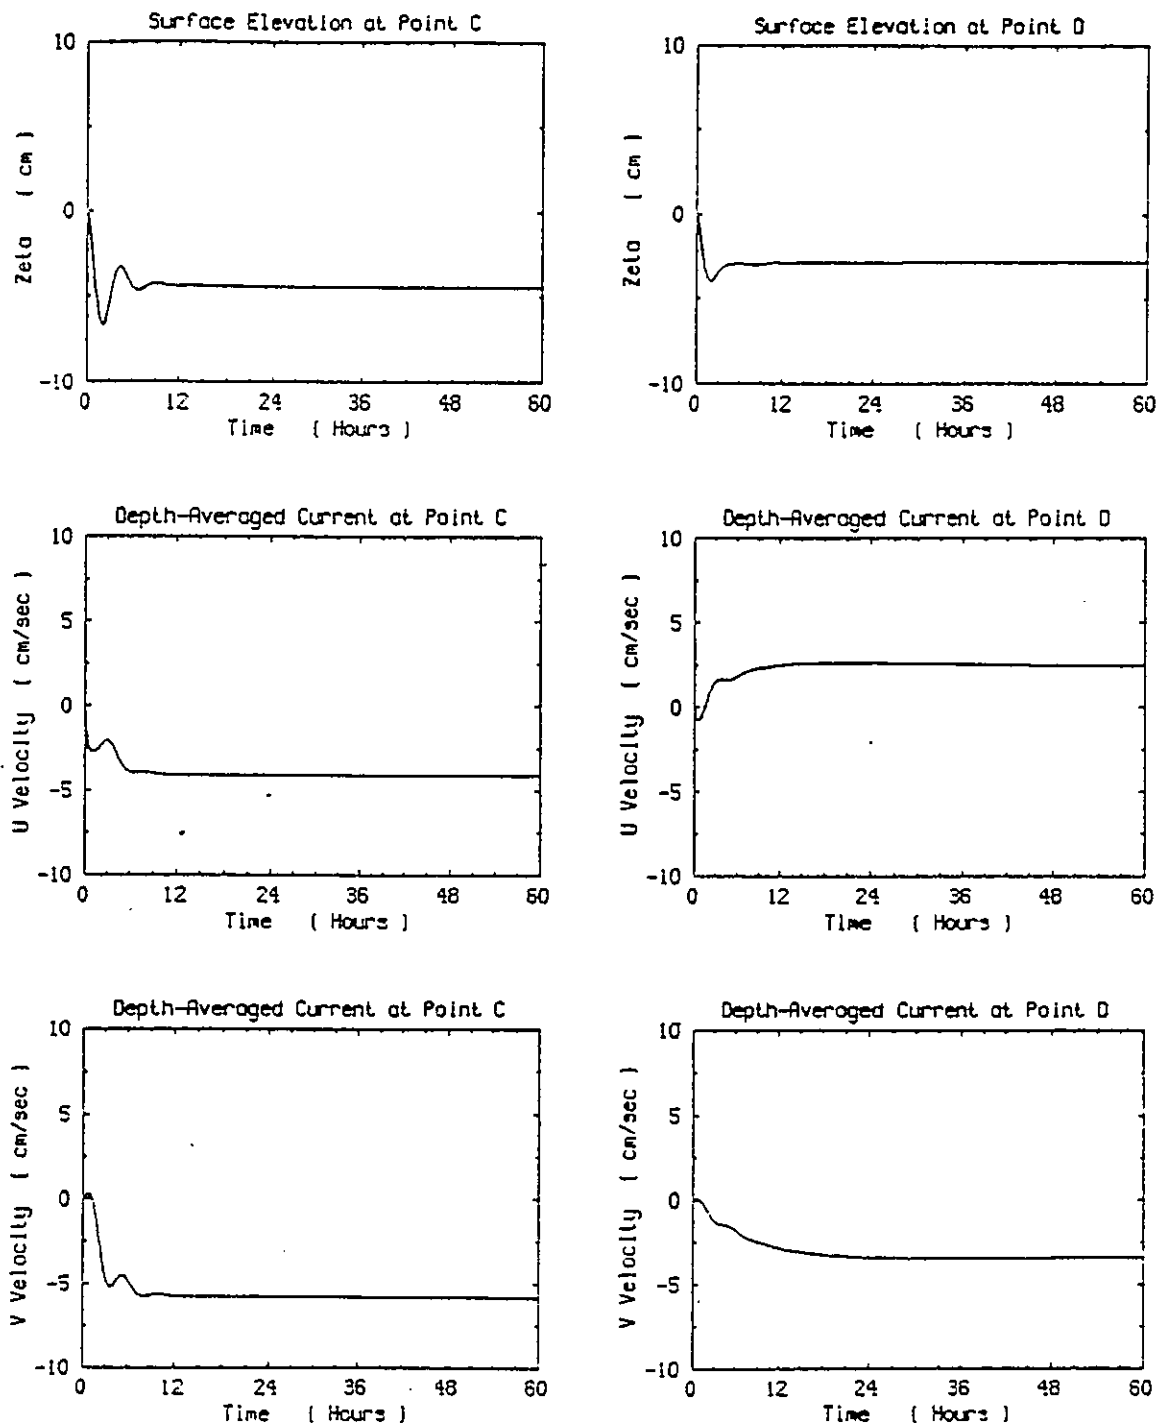 Surface Elevation at Point C
10
0
-10
Zeta ( cm )
0 12 24 36 48 60
Time ( Hours )
Surface Elevation at Point D
10
0
-10
Zeta ( cm )
0 12 24 36 48 60
Time ( Hours )
Depth-Averaged Current at Point C
10
5
0
-5
-10
U Velocity ( cm/sec )
0 12 24 36 48 60
Time ( Hours )
Depth-Averaged Current at Point D
10
5
0
-5
-10
U Velocity ( cm/sec )
0 12 24 36 48 60
Time ( Hours )
Depth-Averaged Current at Point C
10
5
0
-5
-10
V Velocity ( cm/sec )
0 12 24 36 48 60
Time ( Hours )
Depth-Averaged Current at Point D
10
5
0
-5
-10
V Velocity ( cm/sec )
0 12 24 36 48 60
Time ( Hours )